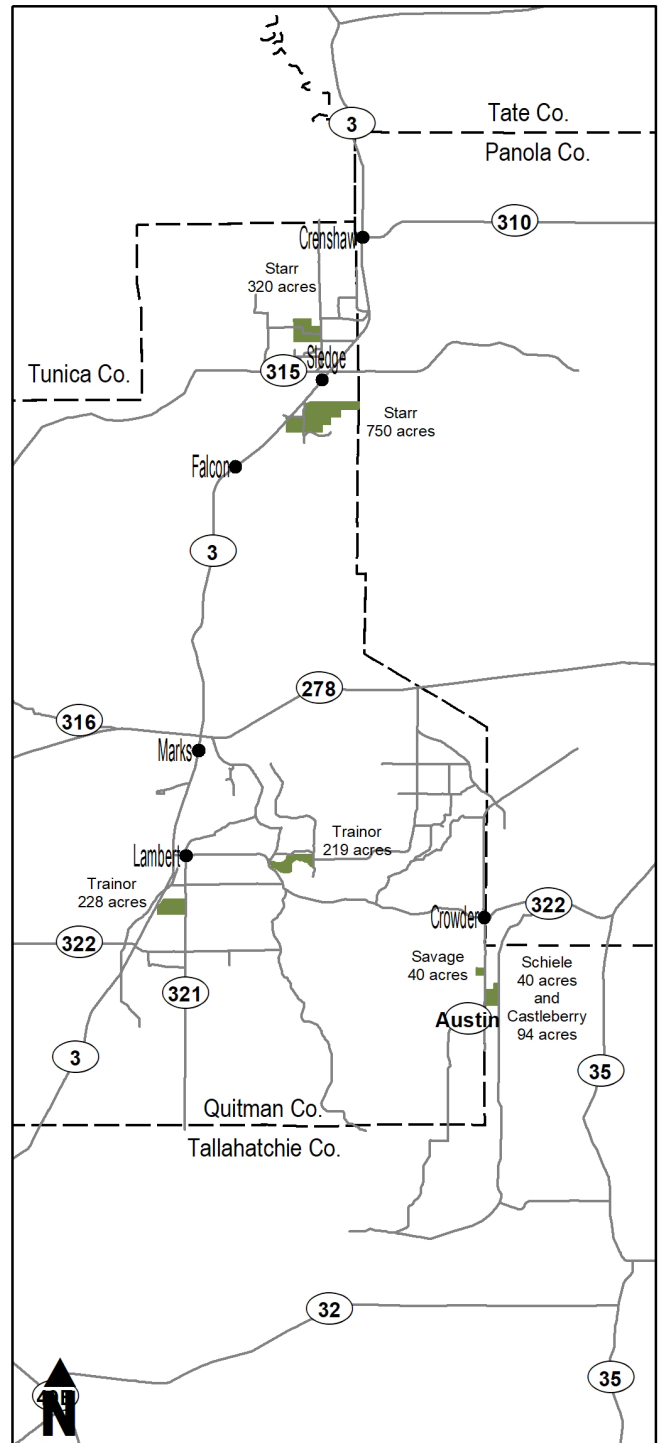 3
Tate Co.
Panola Co.
310
Crenshaw
Starr
320 acres
Sledge
315
Tunica Co.
Starr
750 acres
Falcon
3
278
316
Marks
Trainor
219 acres
Lambert
Trainor
228 acres
322
Crowder
322
Savage
40 acres
Schiele
40 acres
and
Castleberry
94 acres
321
Austin
3
35
Quitman Co.
Tallahatchie Co.
32
35
N